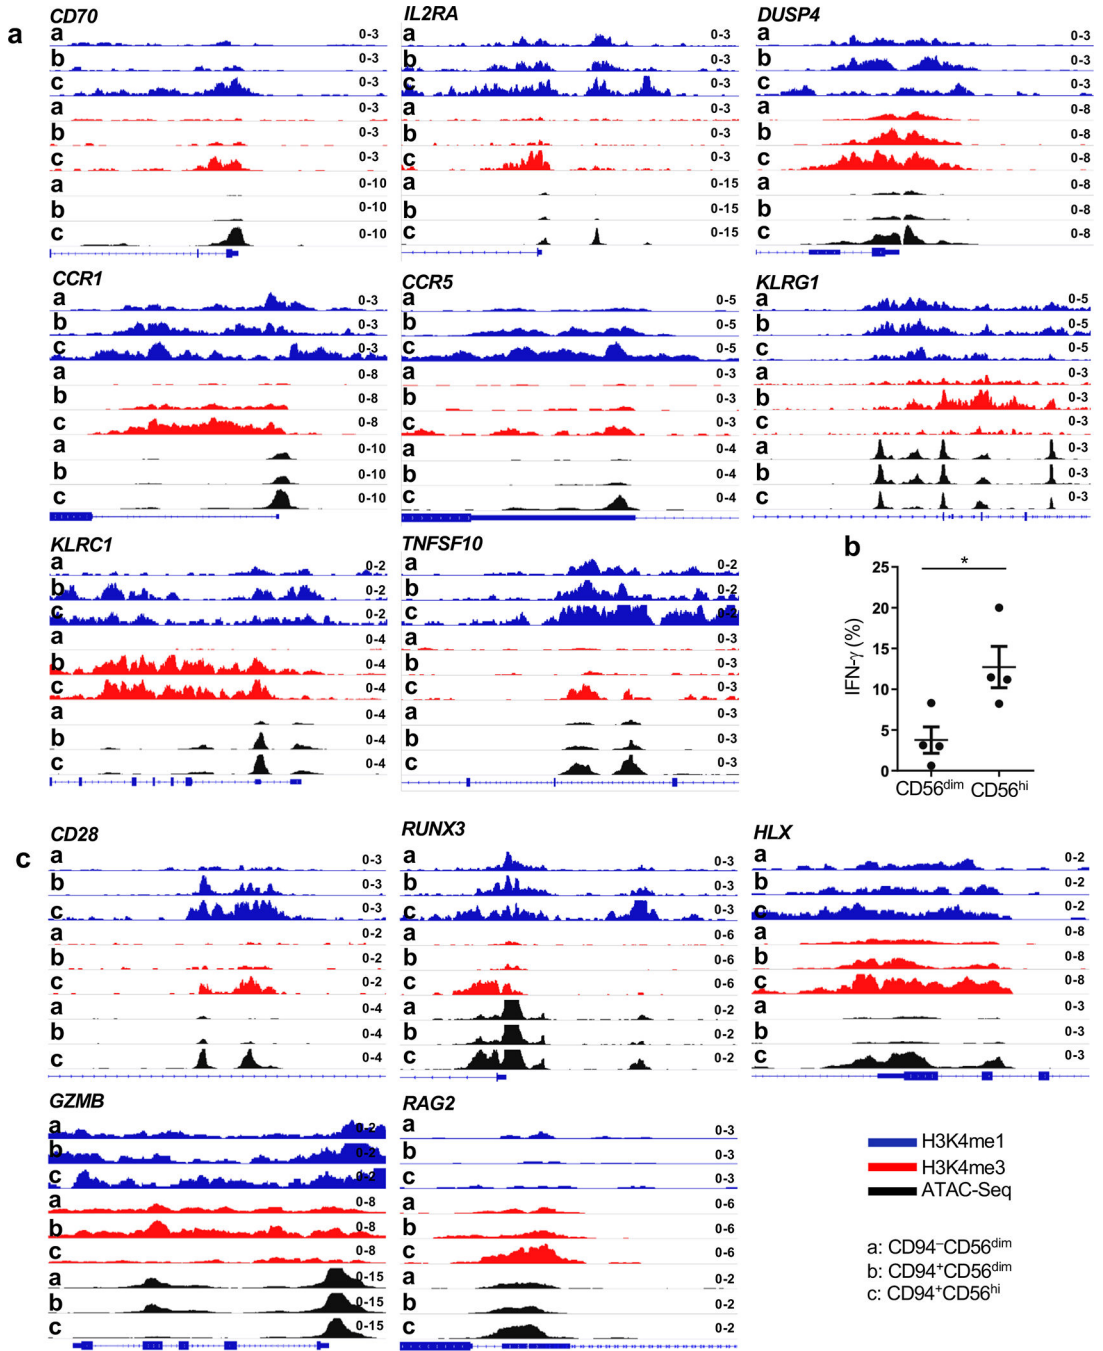 a
CD70
a 0-3
b 0-3
c 0-3
a 0-3
b 0-3
c 0-3
a 0-10
b 0-10
c 0-10
IL2RA
a 0-3
b 0-3
c 0-3
a 0-3
b 0-3
c 0-3
a 0-15
b 0-15
c 0-15
DUSP4
a 0-3
b 0-3
c 0-3
a 0-8
b 0-8
c 0-8
a 0-8
b 0-8
c 0-8
CCR1
a 0-3
b 0-3
c 0-3
a 0-8
b 0-8
c 0-8
a 0-10
b 0-10
c 0-10
CCR5
a 0-5
b 0-5
c 0-5
a 0-3
b 0-3
c 0-3
a 0-4
b 0-4
c 0-4
KLRG1
a 0-5
b 0-5
c 0-5
a 0-3
b 0-3
c 0-3
a 0-3
b 0-3
c 0-3
KLRC1
a 0-2
b 0-2
c 0-2
a 0-4
b 0-4
c 0-4
a 0-4
b 0-4
c 0-4
TNFSF10
a 0-2
b 0-2
c 0-2
a 0-3
b 0-3
c 0-3
a 0-3
b 0-3
c 0-3
b
*
25
20
15
10
5
0
IFN-γ (%)
CD56dim CD56hi
c
CD28
a 0-3
b 0-3
c 0-3
a 0-2
b 0-2
c 0-2
a 0-4
b 0-4
c 0-4
RUNX3
a 0-3
b 0-3
c 0-3
a 0-6
b 0-6
c 0-6
a 0-2
b 0-2
c 0-2
HLX
a 0-2
b 0-2
c 0-2
a 0-8
b 0-8
c 0-8
a 0-3
b 0-3
c 0-3
GZMB
a 0-2
b 0-2
c 0-2
a 0-8
b 0-8
c 0-8
a 0-15
b 0-15
c 0-15
RAG2
a 0-3
b 0-3
c 0-3
a 0-6
b 0-6
c 0-6
a 0-2
b 0-2
c 0-2
H3K4me1
H3K4me3
ATAC-Seq
a: CD94–CD56dim
b: CD94+CD56dim
c: CD94+CD56hi